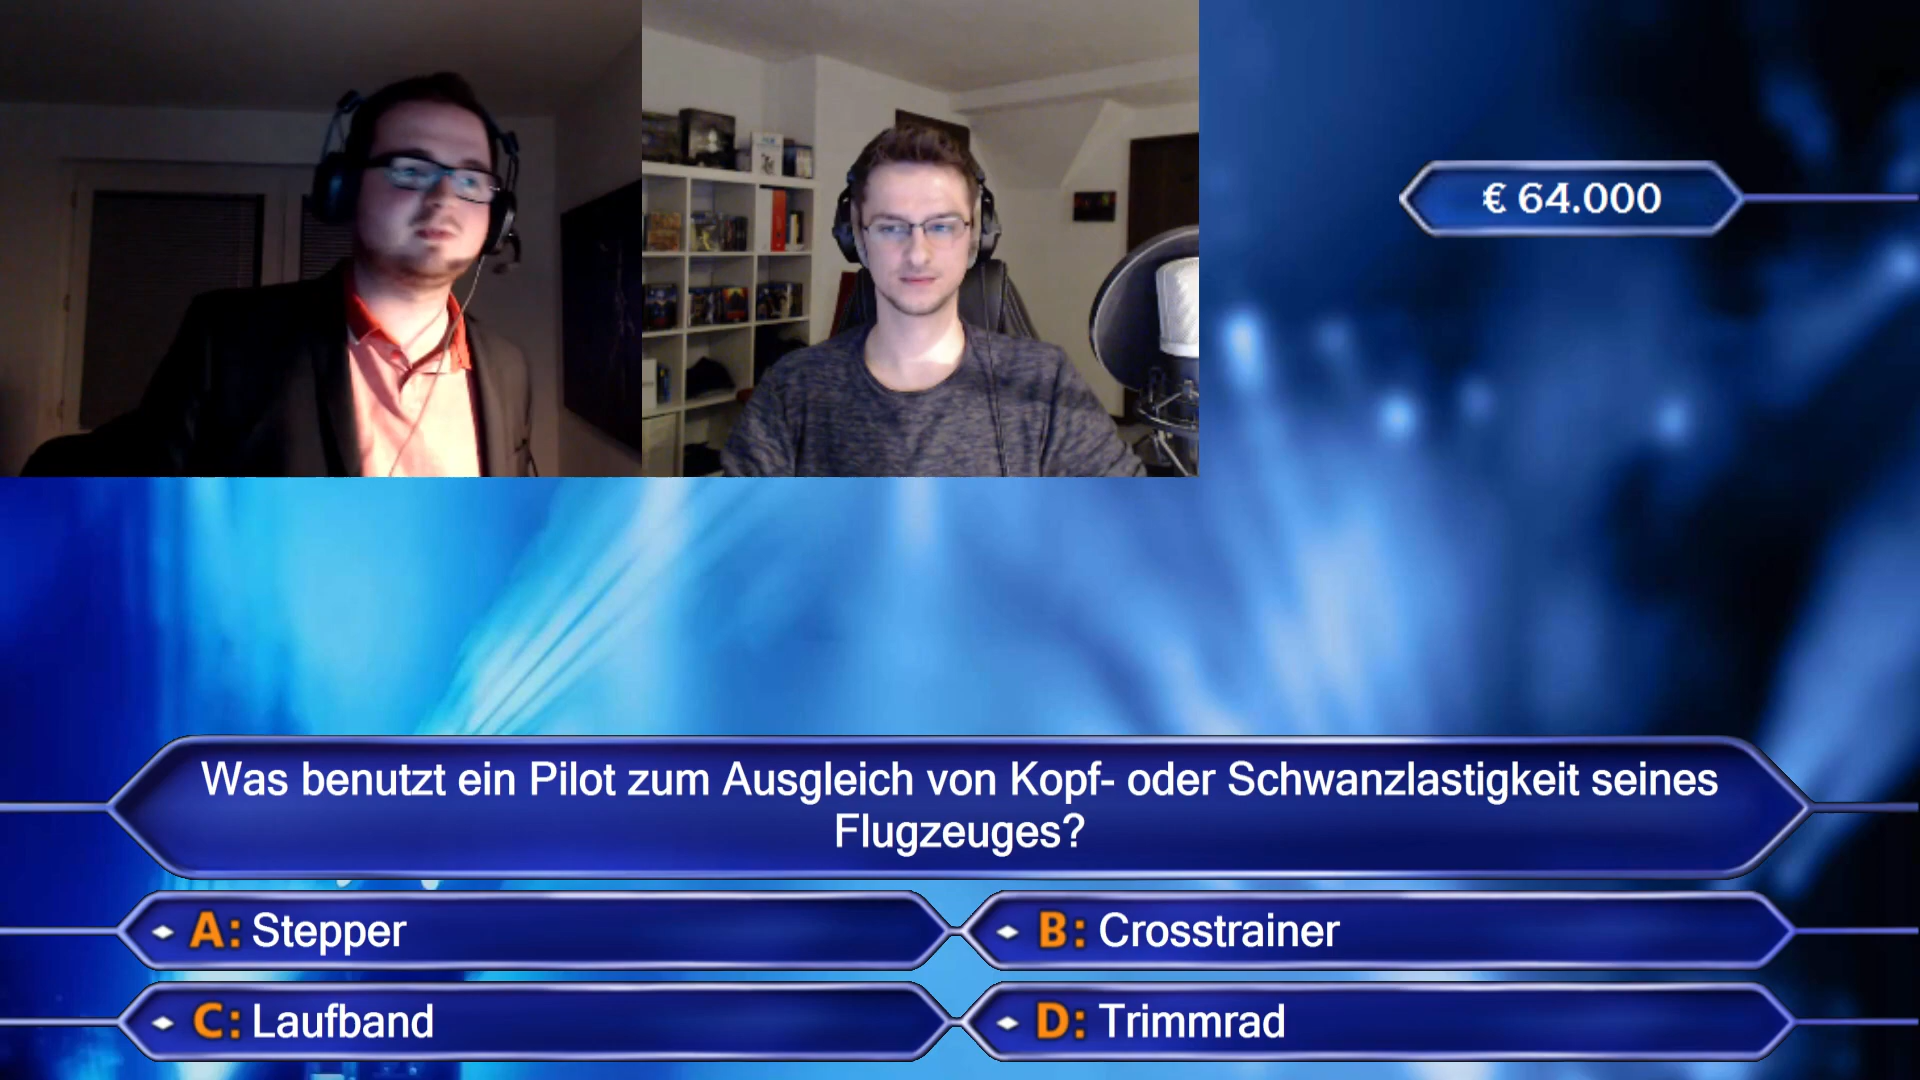 € 64.000
Was benutzt ein Pilot zum Ausgleich von Kopf- oder Schwanzlastigkeit seines
Flugzeuges?
A: Stepper
B: Crosstrainer
C: Laufband
D: Trimmrad